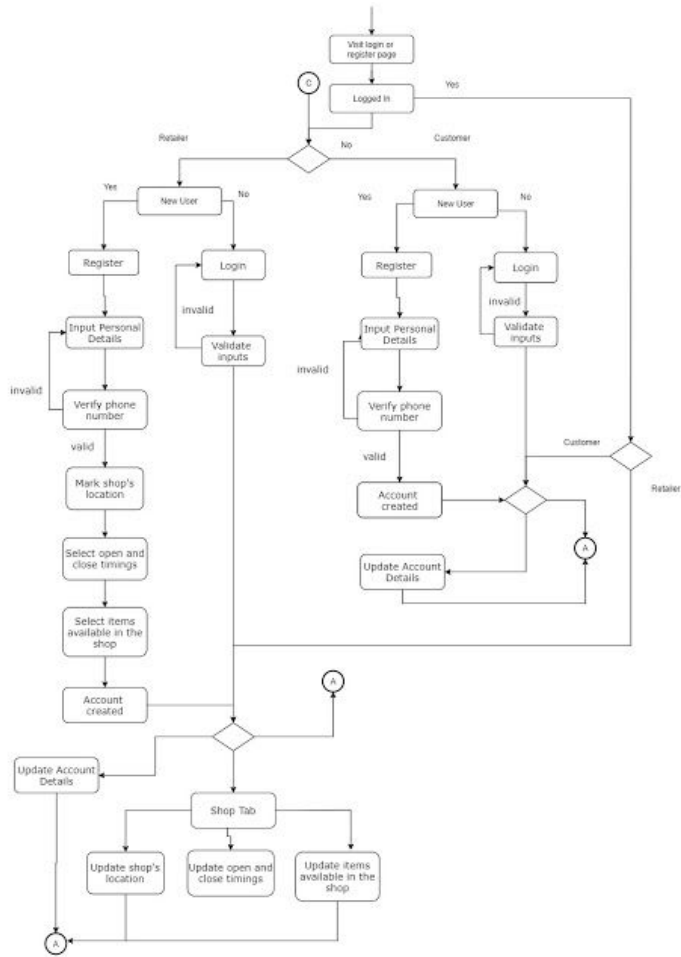 Visit login or
register page
C
Logged In
Yes
Retailer
No
Customer
Yes
New User
No
Yes
New User
No
Register
Login
Register
Login
invalid
invalid
Input Personal
Details
Validate
inputs
Input Personal
Details
Validate
inputs
invalid
invalid
Verify phone
number
Verify phone
number
valid
valid
Customer
Mark shop's
location
Account
created
Retailer
Select open and
close timings
A
Update Account
Details
Select items
available in the
shop
A
Account
created
Update Account
Details
Shop Tab
Update shop's
location
Update open and
close timings
Update items
available in the
shop
A